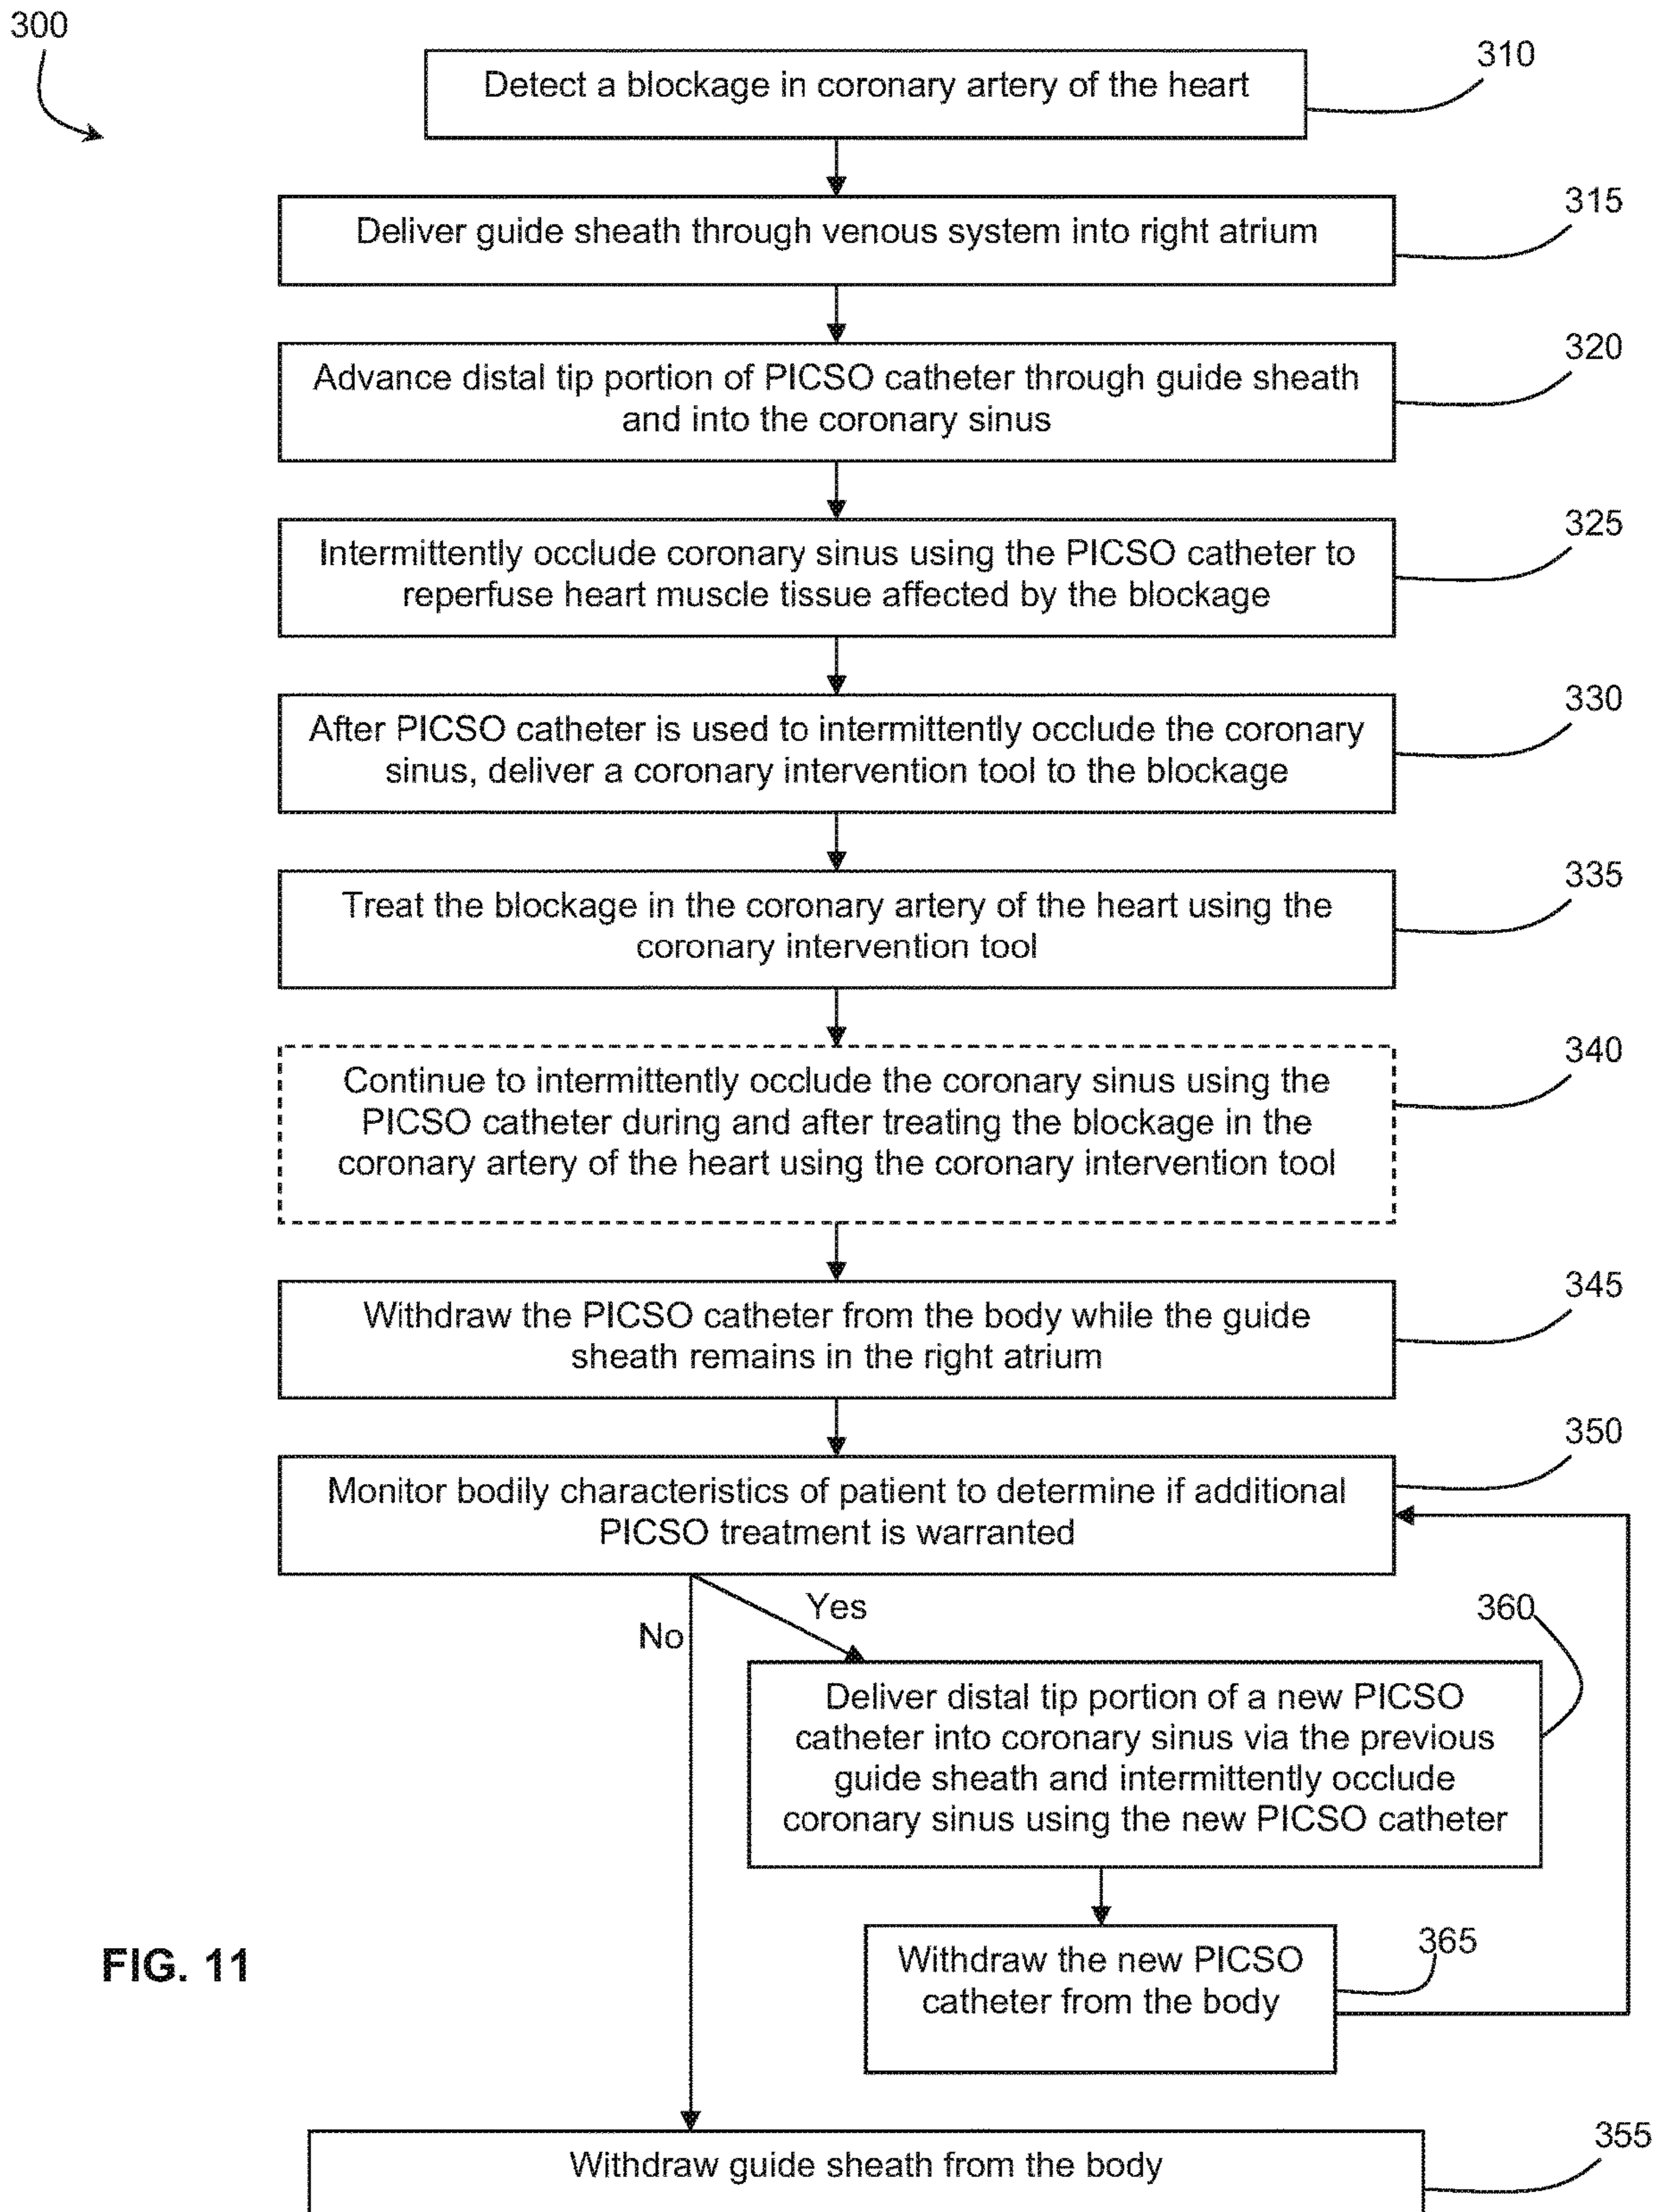 300
Detect a blockage in coronary artery of the heart
310
Deliver guide sheath through venous system into right atrium
315
Advance distal tip portion of PICSO catheter through guide sheath
and into the coronary sinus
320
Intermittently occlude coronary sinus using the PICSO catheter to
reperfuse heart muscle tissue affected by the blockage
325
After PICSO catheter is used to intermittently occlude the coronary
sinus, deliver a coronary intervention tool to the blockage
330
Treat the blockage in the coronary artery of the heart using the
coronary intervention tool
335
Continue to intermittently occlude the coronary sinus using the
PICSO catheter during and after treating the blockage in the
coronary artery of the heart using the coronary intervention tool
340
Withdraw the PICSO catheter from the body while the guide
sheath remains in the right atrium
345
Monitor bodily characteristics of patient to determine if additional
PICSO treatment is warranted
350
Yes
No
360
Deliver distal tip portion of a new PICSO
catheter into coronary sinus via the previous
guide sheath and intermittently occlude
coronary sinus using the new PICSO catheter
Withdraw the new PICSO
catheter from the body
365
FIG. 11
Withdraw guide sheath from the body
355